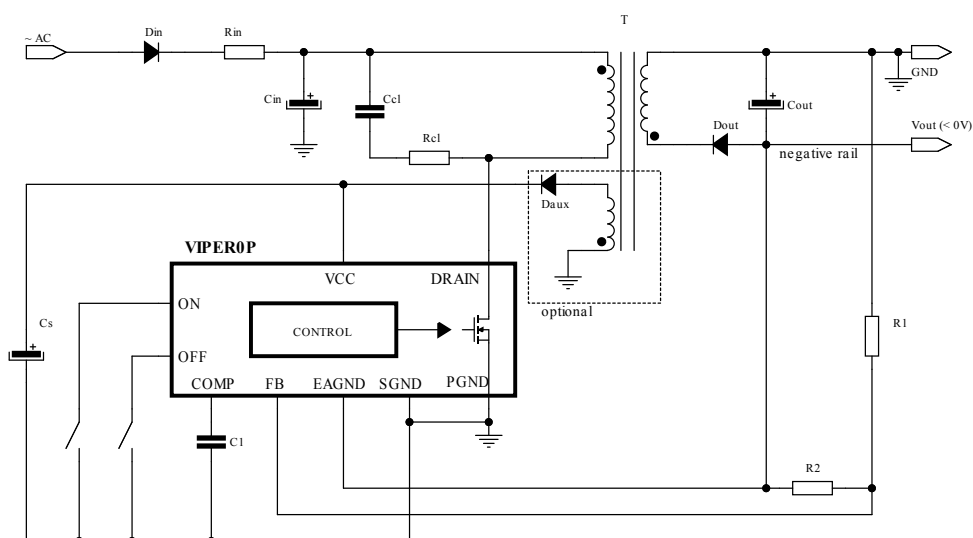 T
~ AC
Din
Rin
GND
Cin
+
Ccl
+
Cout
Rcl
Dout
Vout (< 0V)
negative rail
Daux
VIPER0P
VCC
DRAIN
ON
optional
Cs
+
CONTROL
R1
OFF
COMP
FB
EAGND
SGND
PGND
C1
R2